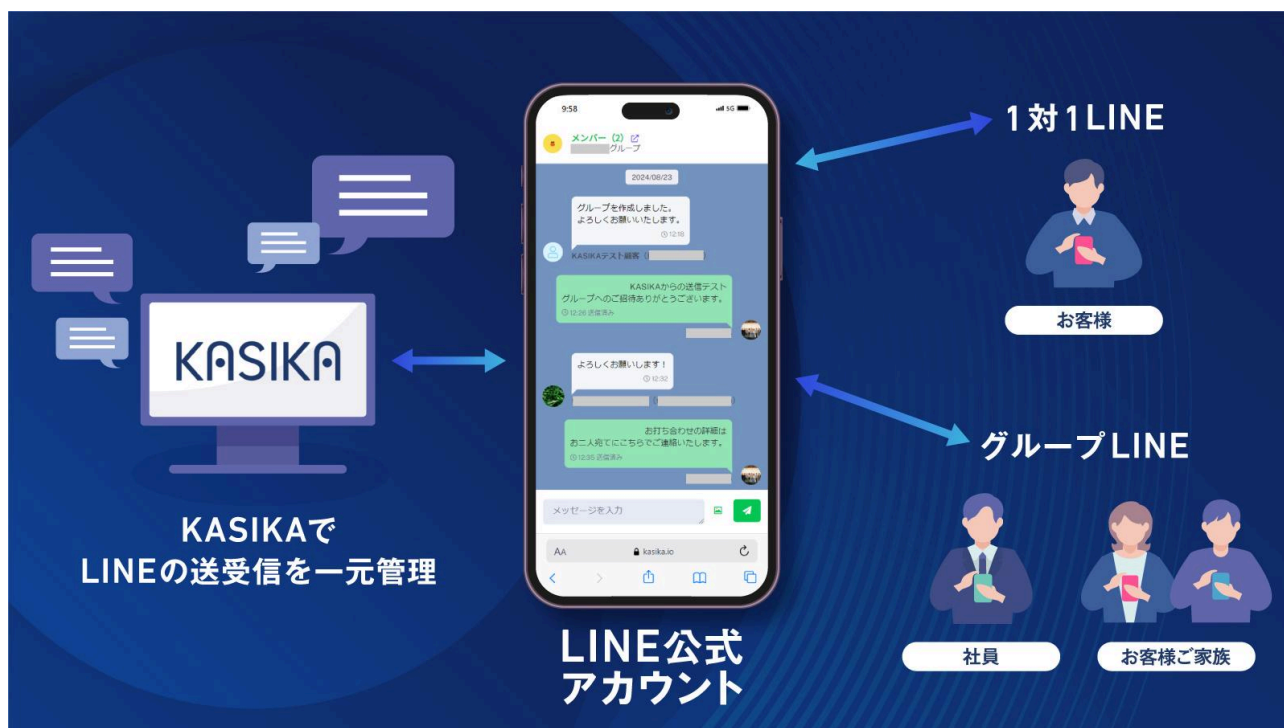 KASIKA
KASIKAで
LINEの送受信を一元管理
9:58
5G
メンバー (2)
グループ
2024/08/23
グループを作成しました。
よろしくお願いいたします。
12:18
KASIKAテスト顧客 (
)
KASIKAからの送信テスト
グループへのご招待ありがとうございます。
12:26 送信済み
よろしくお願いします！
12:32
(
)
お打ち合わせの詳細は
お二人宛てにこちらでご連絡いたします。
12:35 送信済み
メッセージを入力
AA
kasika.io
LINE公式
アカウント
1対1LINE
お客様
グループLINE
社員
お客様ご家族